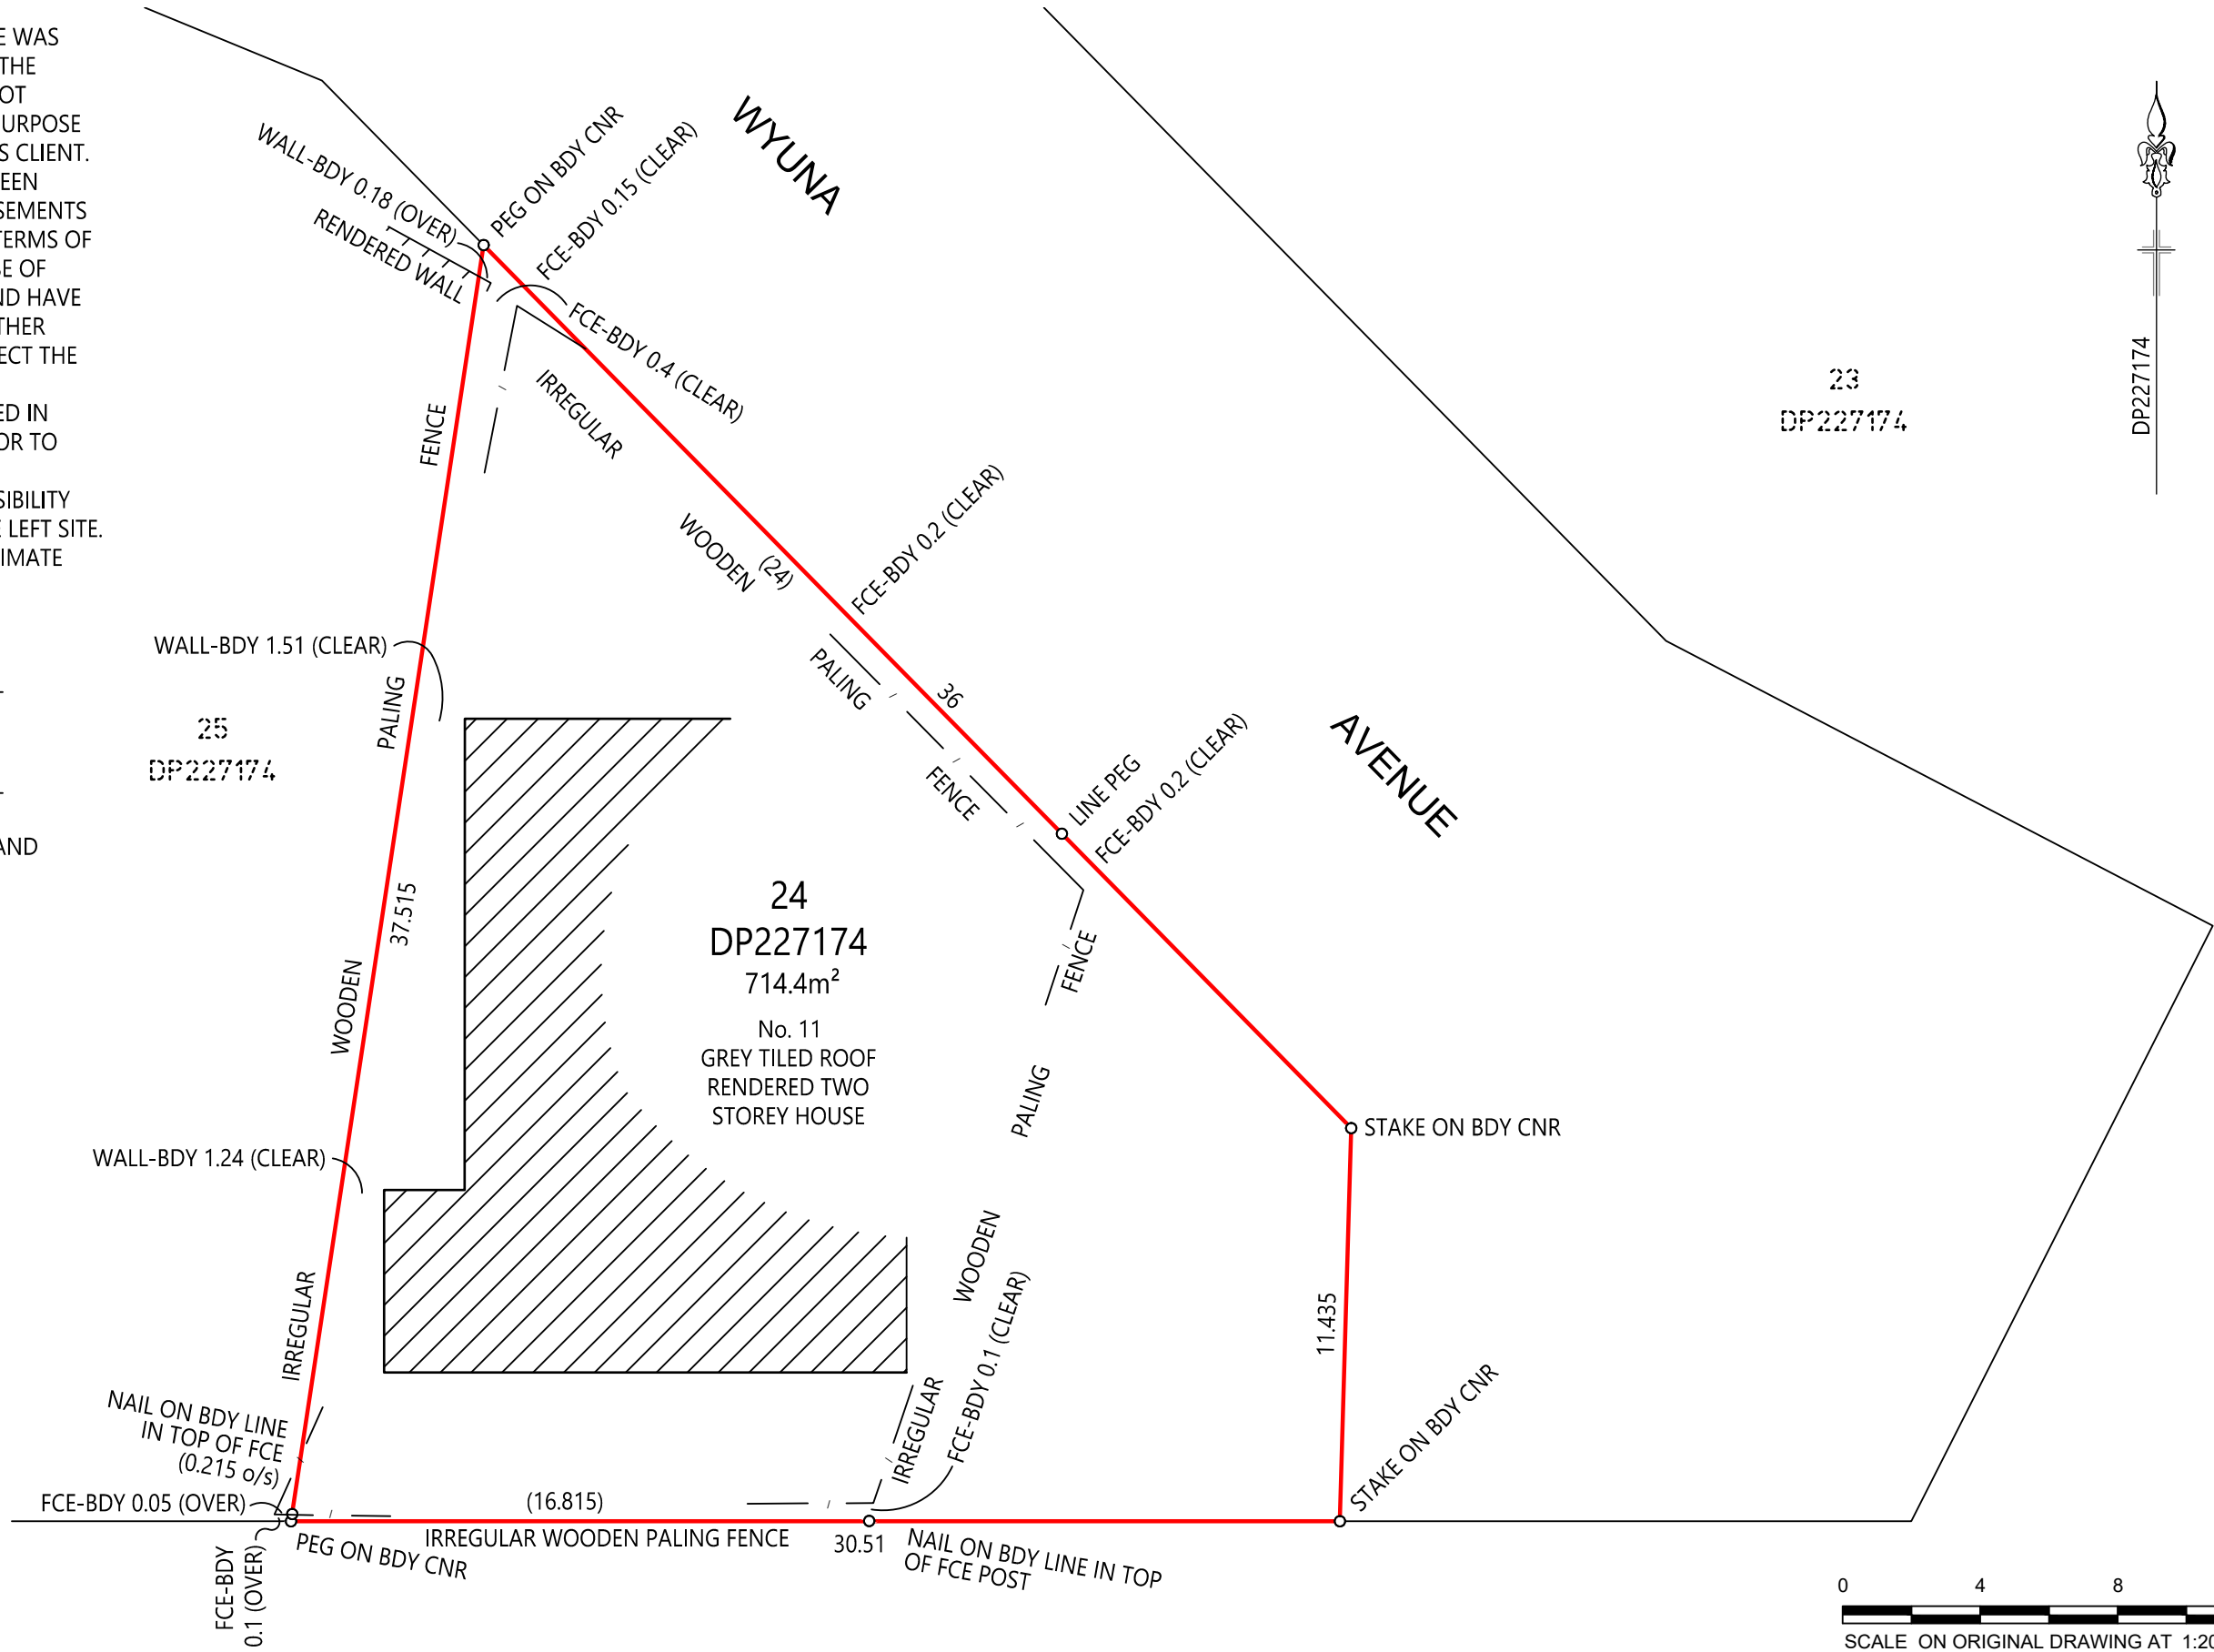 E WAS
THE
OT
URPOSE
S CLIENT.
EEN
SEMENTS
TERMS OF
E OF
ND HAVE
THER
ECT THE
ED IN
OR TO
SIBILITY
E LEFT SITE.
IMATE
AND
WALL-BDY 0.18 (OVER)
RENDERED WALL
PEG ON BDY CNR
FCE-BDY 0.15 (CLEAR)
FCE-BDY 0.4 (CLEAR)
WYUNA
AVENUE
23
DP227174
DP227174
IRREGULAR
WOODEN
(24)
PALING
FENCE
FCE-BDY 0.2 (CLEAR)
36
LINE PEG
FCE-BDY 0.2 (CLEAR)
FENCE
PALING
WOODEN
IRREGULAR
37.515
WALL-BDY 1.51 (CLEAR)
25
DP227174
24
DP227174
714.4m²
No. 11
GREY TILED ROOF
RENDERED TWO
STOREY HOUSE
FENCE
PALING
WOODEN
IRREGULAR
FCE-BDY 0.1 (CLEAR)
STAKE ON BDY CNR
WALL-BDY 1.24 (CLEAR)
11.435
STAKE ON BDY CNR
NAIL ON BDY LINE
IN TOP OF FCE
(0.215 o/s)
FCE-BDY 0.05 (OVER)
FCE-BDY
0.1 (OVER)
PEG ON BDY CNR
(16.815)
IRREGULAR WOODEN PALING FENCE
30.51
NAIL ON BDY LINE IN TOP
OF FCE POST
0 4 8
SCALE ON ORIGINAL DRAWING AT 1:20